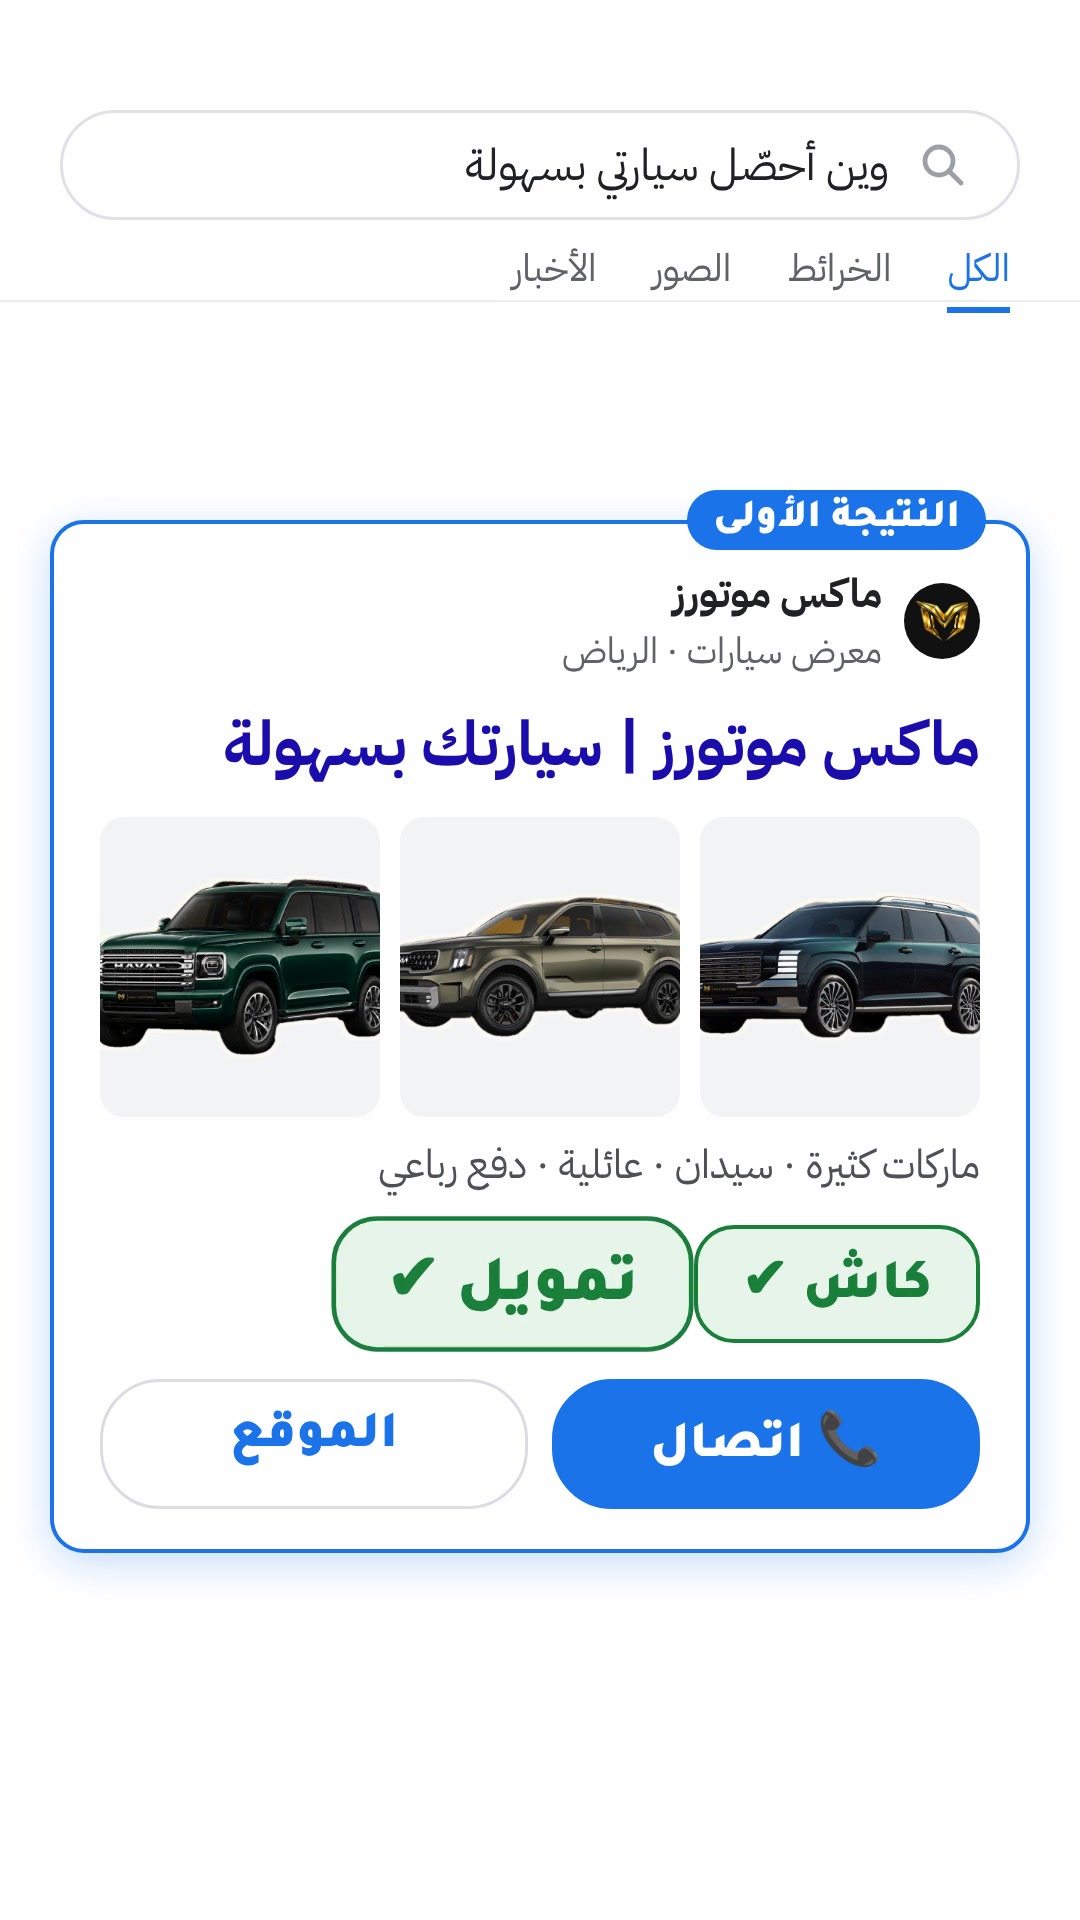 وين أحصّل سيارتي بسهولة
الكل الخرائط الصور الأخبار
النتيجة الأولى
ماكس موتورز
معرض سيارات · الرياض
ماكس موتورز | سيارتك بسهولة
HAVAL
ماركات كثيرة · سيدان · عائلية · دفع رباعي
كاش ✔ تمويل ✔
📞 اتصال الموقع